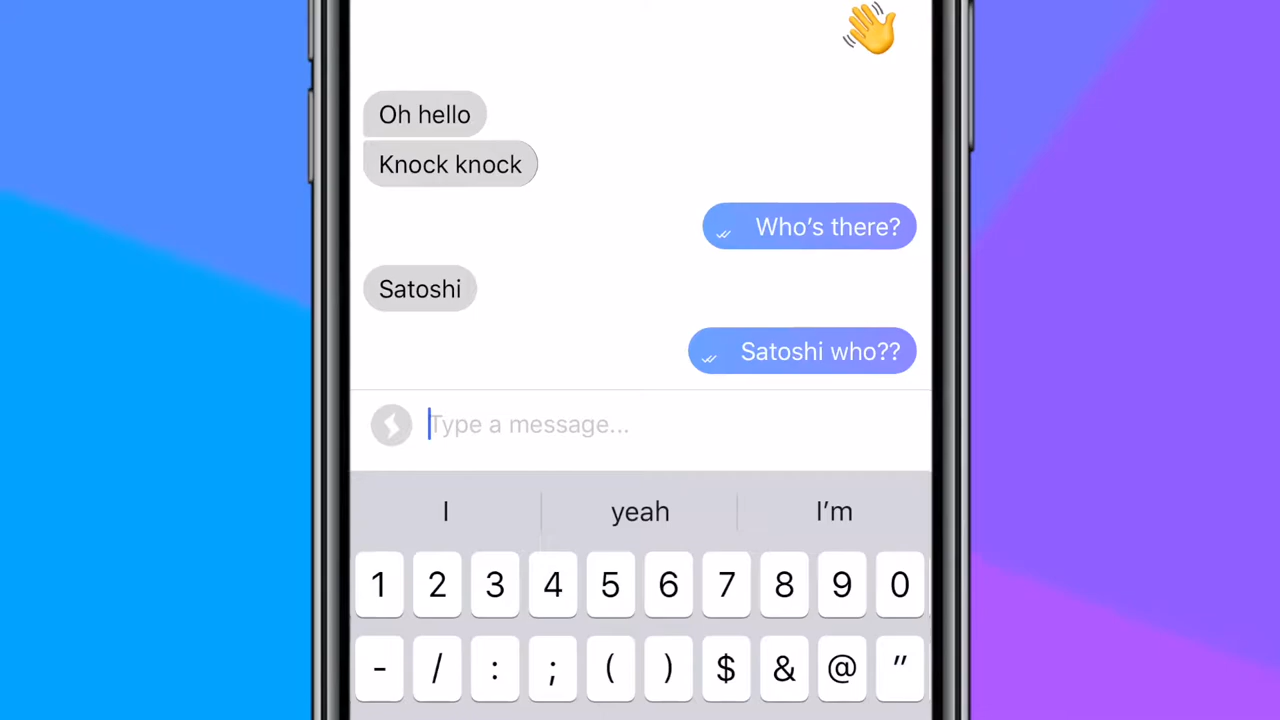 Oh hello
Knock knock
Who’s there?
Satoshi
Satoshi who??
Type a message...
I yeah I’m
1 2 3 4 5 6 7 8 9 0
- / : ; ( ) $ & @ ”